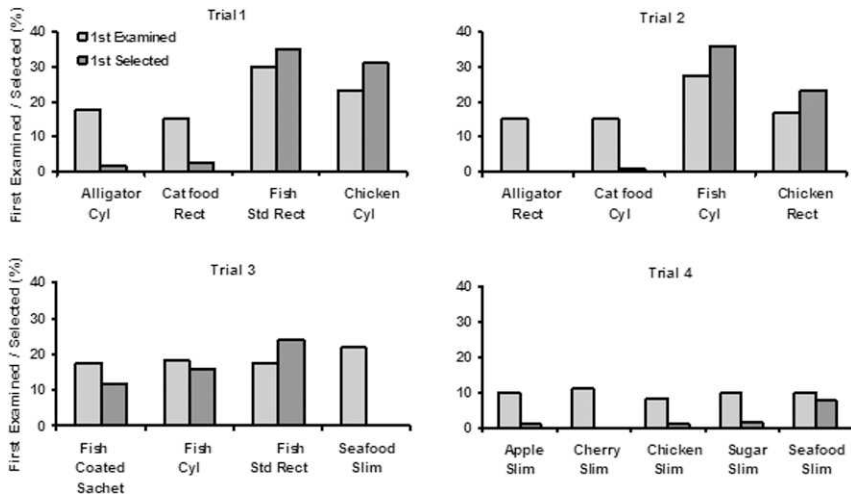 Trial 1
First Examined / Selected (%)
40
30
20
10
0
1st Examined
1st Selected
Alligator
Cyl
Cat food
Rect
Fish
Std Rect
Chicken
Cyl
Trial 2
40
30
20
10
0
Alligator
Rect
Cat food
Cyl
Fish
Cyl
Chicken
Rect
Trial 3
First Examined / Selected (%)
40
30
20
10
0
Fish
Coated
Sachet
Fish
Cyl
Fish
Std Rect
Seafood
Slim
Trial 4
40
30
20
10
0
Apple
Slim
Cherry
Slim
Chicken
Slim
Sugar
Slim
Seafood
Slim